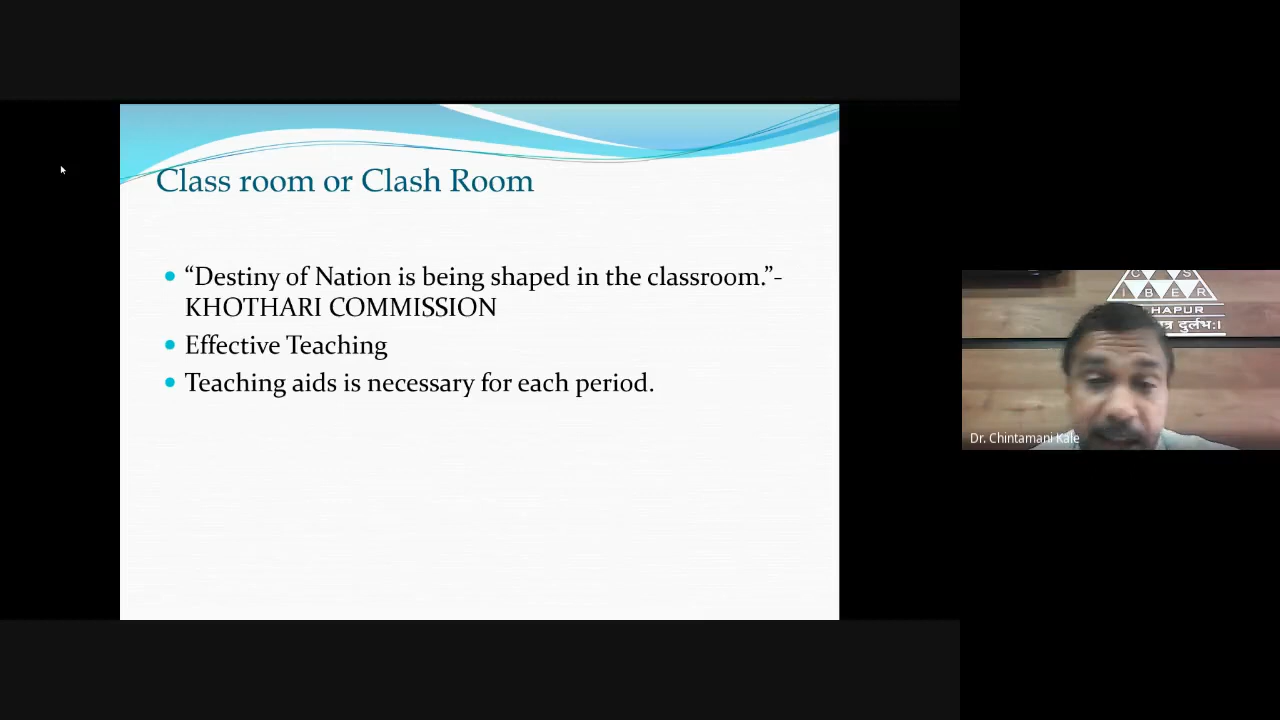 Class room or Clash Room
“Destiny of Nation is being shaped in the classroom.”-
KHOTHARI COMMISSION
Effective Teaching
Teaching aids is necessary for each period.
C S
I B E R
HAPUR
त्र दुर्लभ:।
Dr. Chintamani Kale